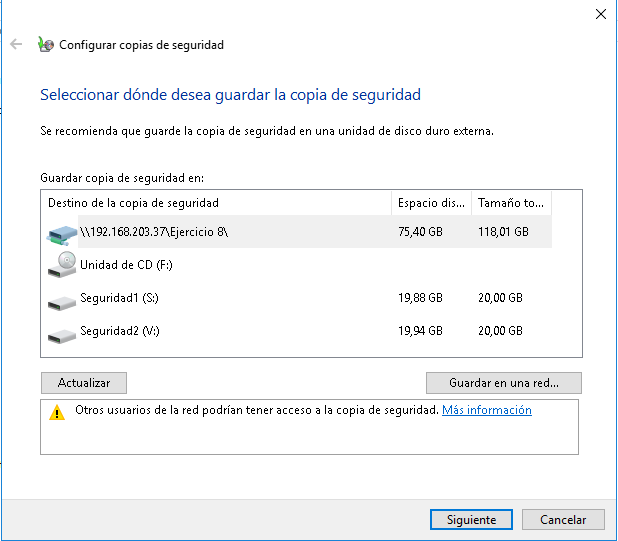 Configurar copias de seguridad
Seleccionar dónde desea guardar la copia de seguridad
Se recomienda que guarde la copia de seguridad en una unidad de disco duro externa.
Guardar copia de seguridad en:
Destino de la copia de seguridad Espacio dis... Tamaño to...
\\192.168.203.37\Ejercicio 8\ 75,40 GB 118,01 GB
Unidad de CD (F:)
Seguridad1 (S:) 19,88 GB 20,00 GB
Seguridad2 (V:) 19,94 GB 20,00 GB
Actualizar Guardar en una red...
Otros usuarios de la red podrían tener acceso a la copia de seguridad. Más información
Siguiente Cancelar